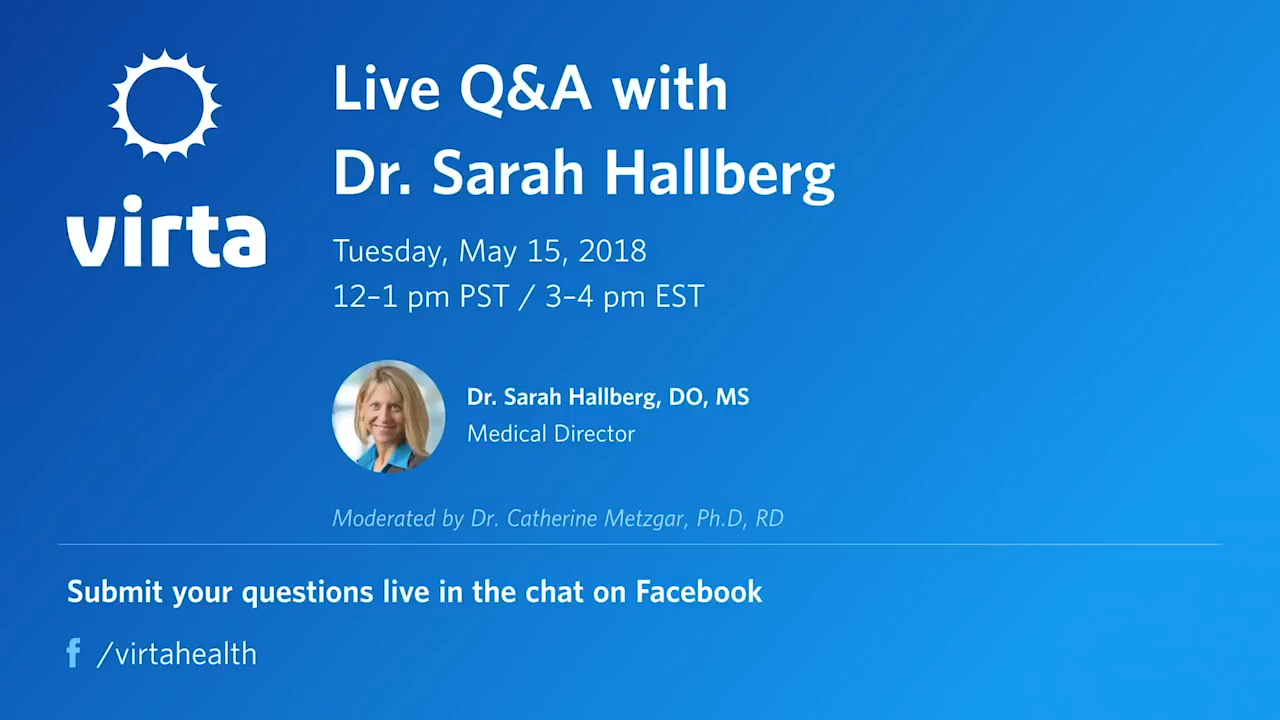 virta
Live Q&A with
Dr. Sarah Hallberg
Tuesday, May 15, 2018
12–1 pm PST / 3–4 pm EST
Dr. Sarah Hallberg, DO, MS
Medical Director
Moderated by Dr. Catherine Metzgar, Ph.D, RD
Submit your questions live in the chat on Facebook
f /virtahealth